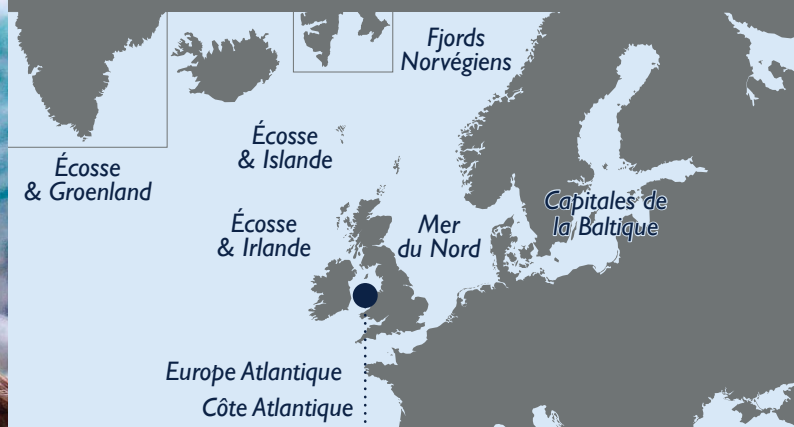 Fjords
Norvégiens
Écosse
& Islande
Écosse
& Groenland
Écosse
& Irlande
Mer
du Nord
Capitales de
la Baltique
Europe Atlantique
Côte Atlantique